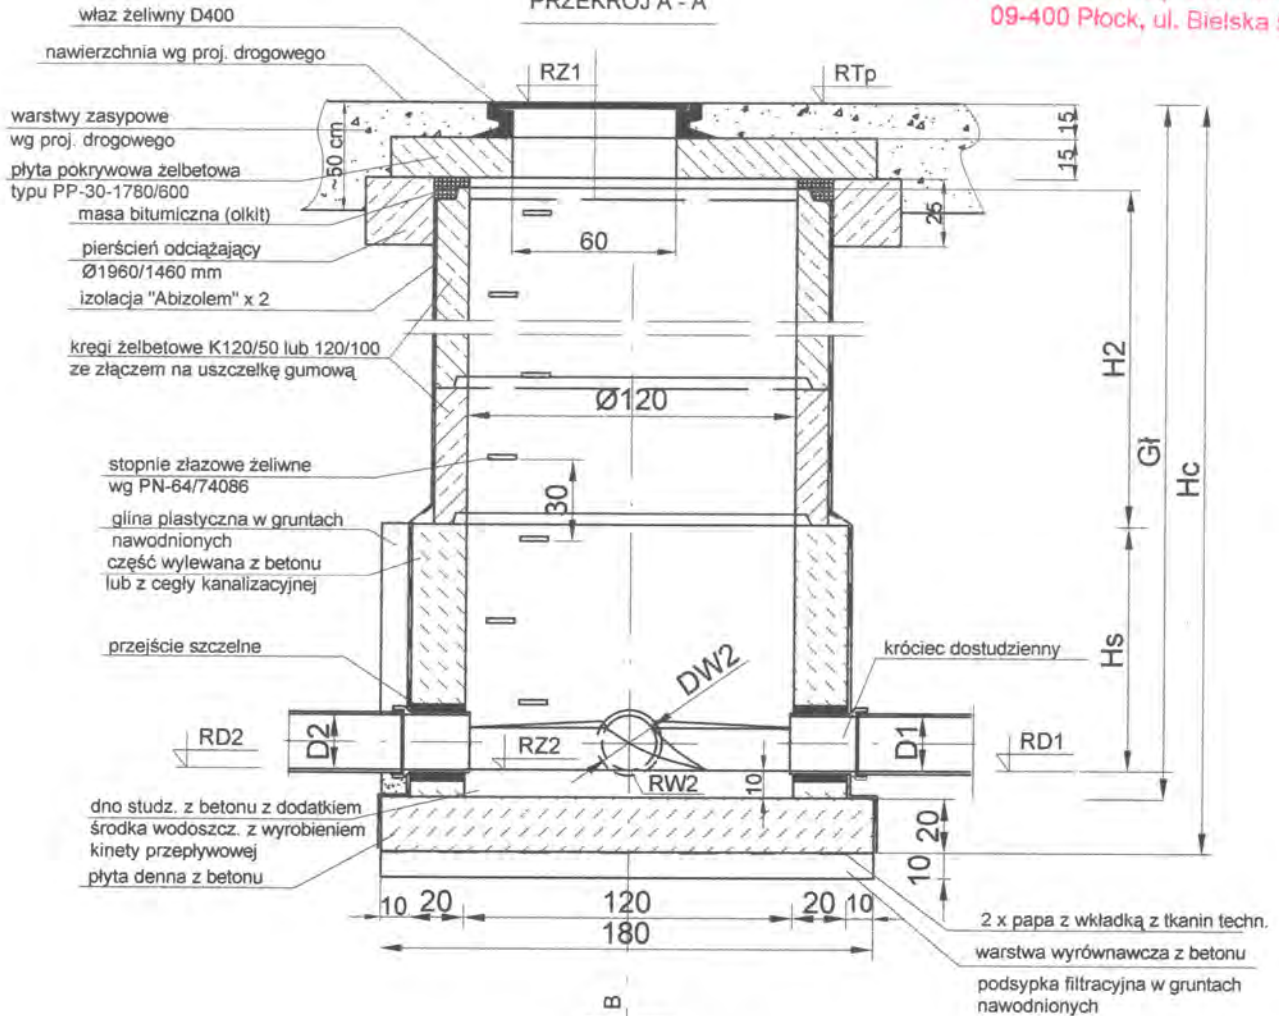 PRZEKRÓJ A - A
09-400 Płock, ul. Bielska
właz żeliwny D400
nawierzchnia wg proj. drogowego
warstwy zasypowe
wg proj. drogowego
płyta pokrywowa żelbetowa
typu PP-30-1780/600
masa bitumiczna (olkit)
pierścień odciążający
Ø1960/1460 mm
izolacja "Abizolem" x 2
kręgi żelbetowe K120/50 lub 120/100
ze złączem na uszczelkę gumową
stopnie złazowe żeliwne
wg PN-64/74086
glina plastyczna w gruntach
nawodnionych
część wylewana z betonu
lub z cegły kanalizacyjnej
przejście szczelne
RD2
D2
dno studz. z betonu z dodatkiem
środka wodoszcz. z wyrobieniem
kinety przepływowej
płyta denna z betonu
RZ1
RTp
~50 cm
15
15
25
60
Ø120
30
H2
Gł
Hc
Hs
króciec dostudzienny
DW2
RZ2
RW2
10
D1
RD1
20
10
10
20
120
20
10
180
2 x papa z wkładką z tkanin techn.
warstwa wyrównawcza z betonu
podsypka filtracyjna w gruntach
nawodnionych
B